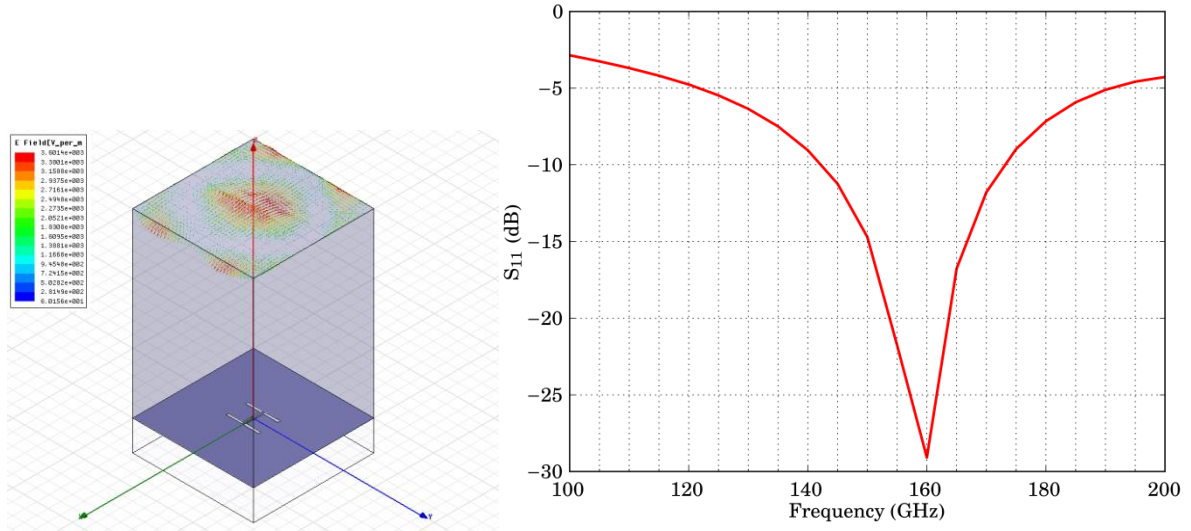 E Field[V_per_m
3.6014e+003
3.3801e+003
3.1588e+003
2.9375e+003
2.7161e+003
2.4948e+003
2.2735e+003
2.0521e+003
1.8308e+003
1.6095e+003
1.3881e+003
1.1668e+003
9.4548e+002
7.2415e+002
5.0282e+002
2.8149e+002
6.0156e+001
Y
0
−5
−10
−15
−20
−25
−30
S11 (dB)
100 120 140 160 180 200
Frequency (GHz)